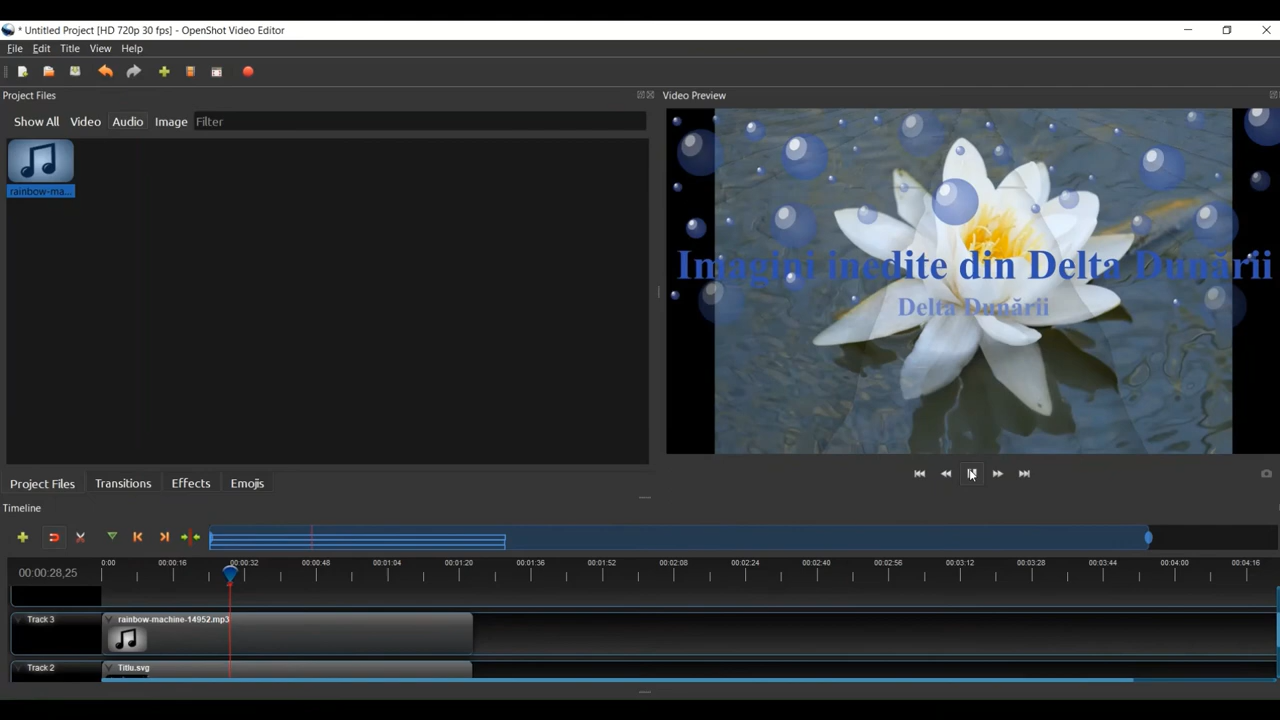 * Untitled Project [HD 720p 30 fps] - OpenShot Video Editor
File Edit Title View Help
Project Files
Video Preview
Show All Video Audio Image Filter
rainbow-ma...
Imagini inedite din Delta Dunării
Delta Dunării
Project Files Transitions Effects Emojis
Timeline
00:00:28,25
0:00 00:00:16 00:00:32 00:00:48 00:01:04 00:01:20 00:01:36 00:01:52 00:02:08 00:02:24 00:02:40 00:02:56 00:03:12 00:03:28 00:03:44 00:04:00 00:04:16
Track 3 rainbow-machine-14952.mp3
Track 2 Titlu.svg